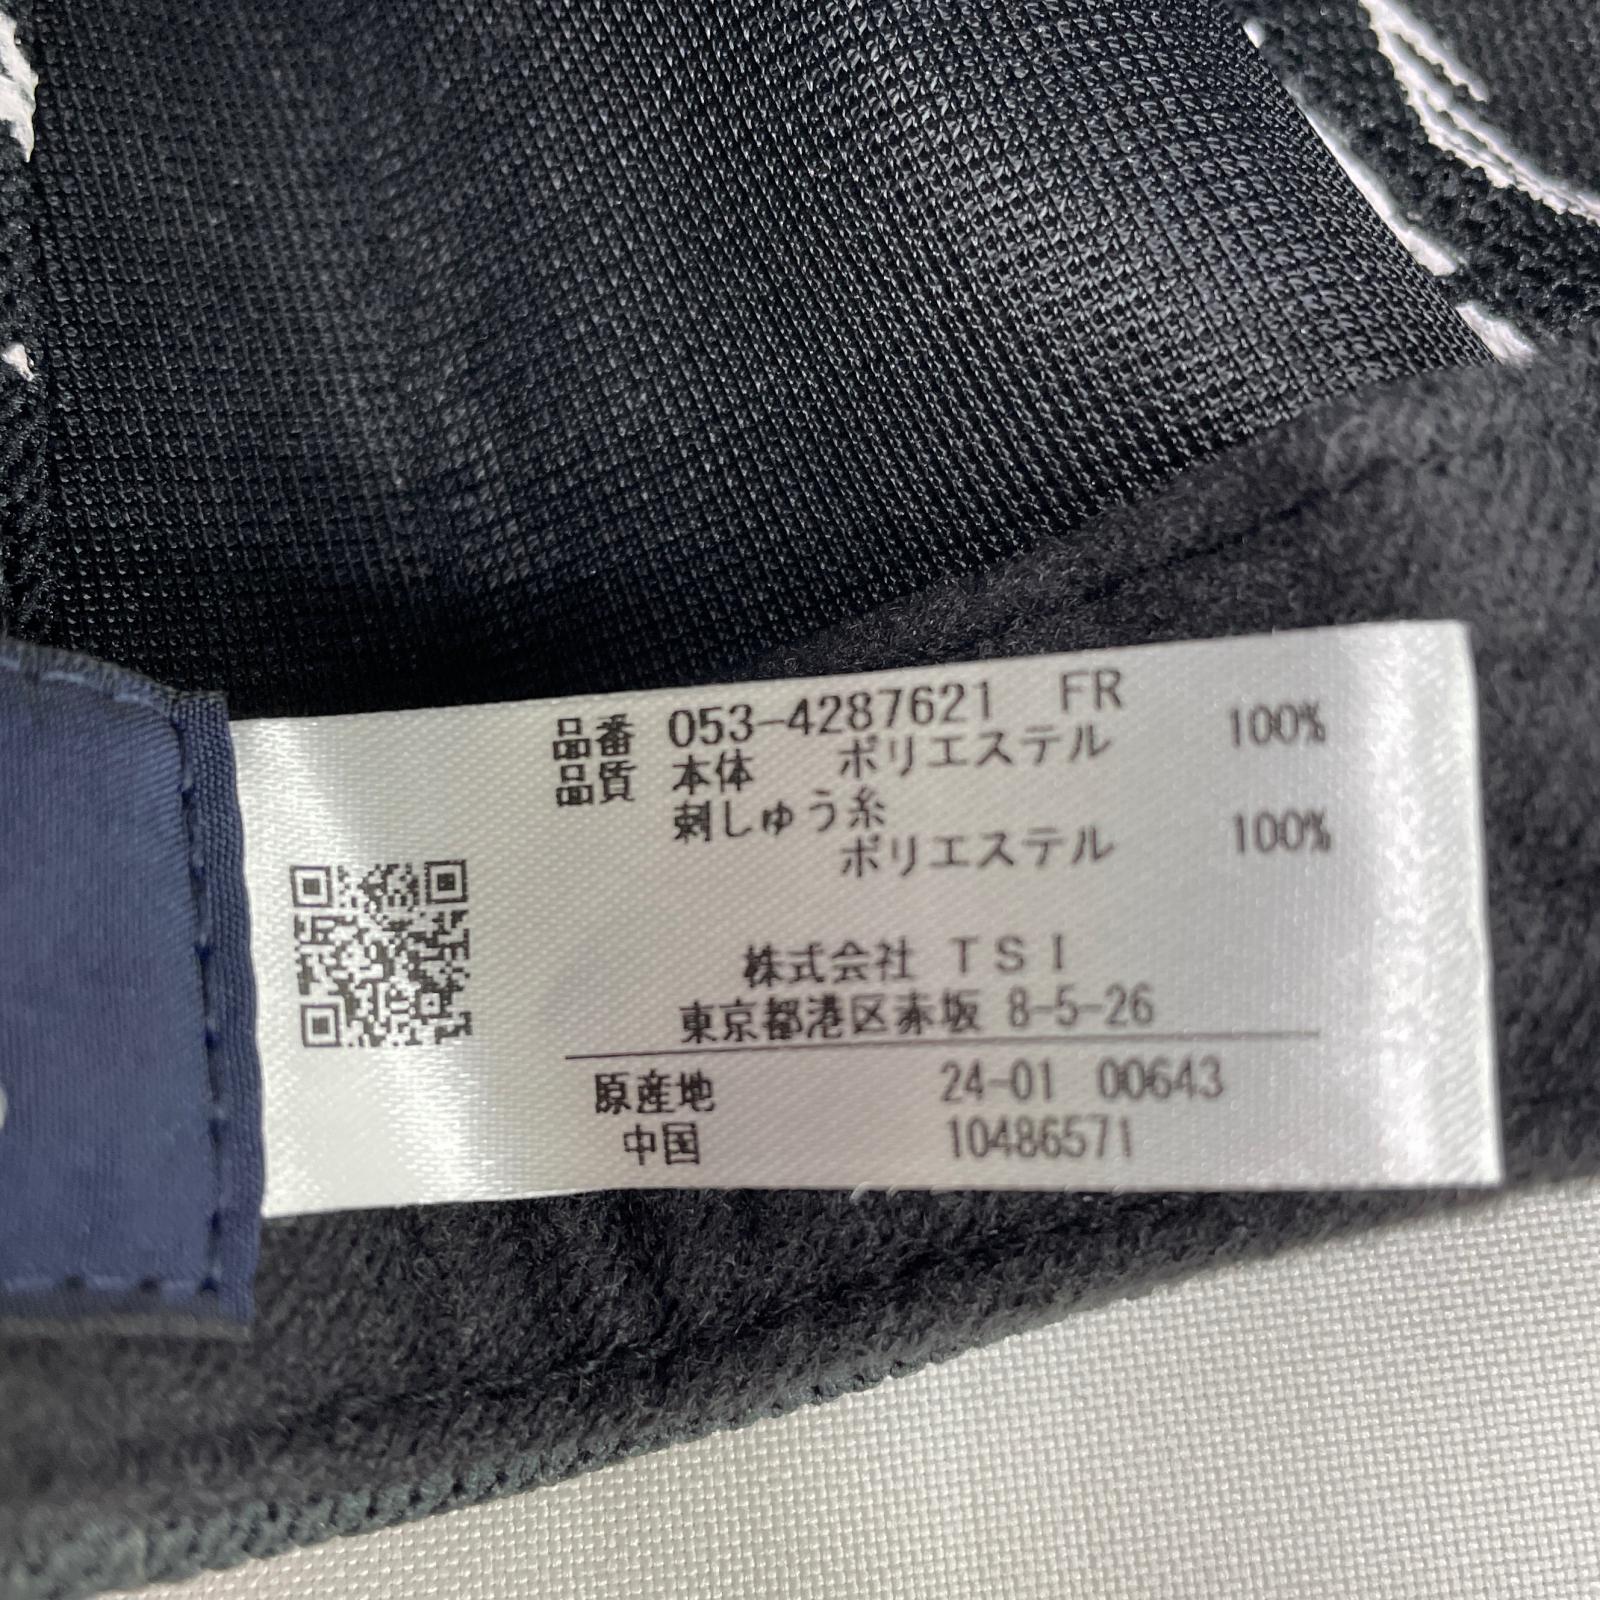 品番 053-4287621 FR
品質 本体 ポリエステル 100%
刺しゅう糸
ポリエステル 100%
株式会社 TSI
東京都港区赤坂 8-5-26
原産地 24-01 00643
中国 10486571